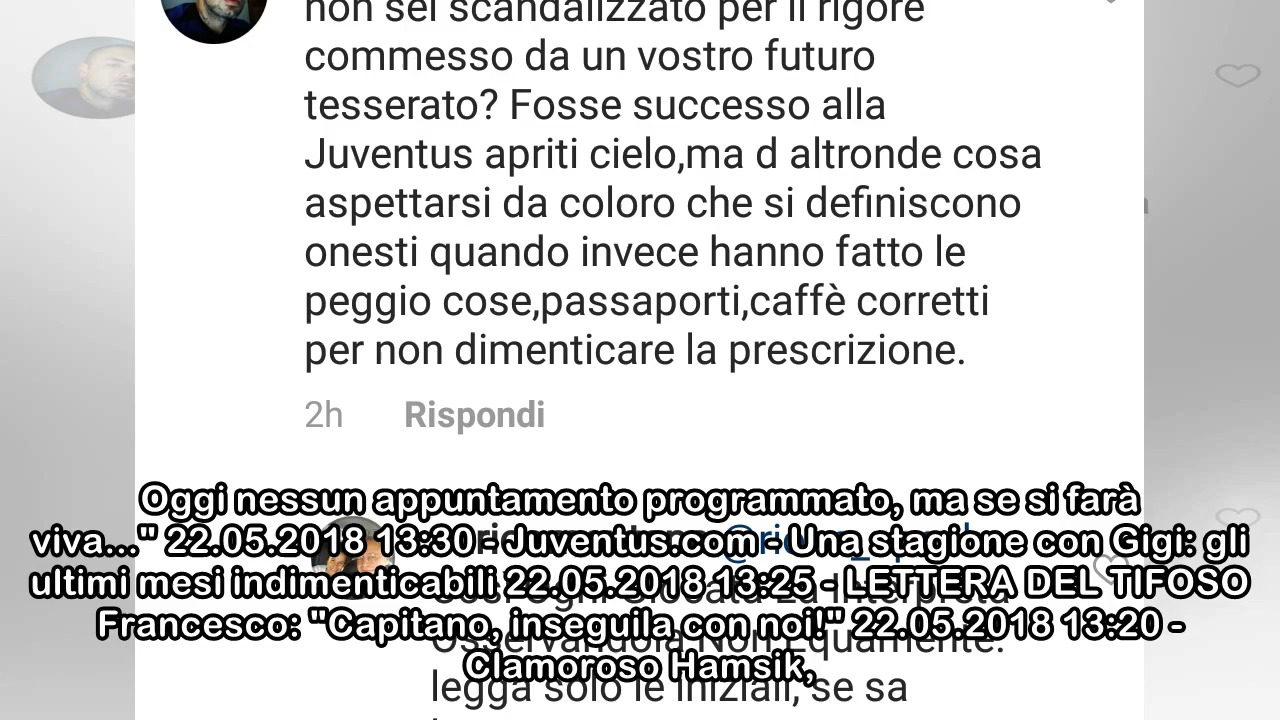 non sei scandalizzato per il rigore
commesso da un vostro futuro
tesserato? Fosse successo alla
Juventus apriti cielo,ma d altronde cosa
aspettarsi da coloro che si definiscono
onesti quando invece hanno fatto le
peggio cose,passaporti,caffè corretti
per non dimenticare la prescrizione.
2h Rispondi
Oggi nessun appuntamento programmato, ma se si farà
viva..." 22.05.2018 13:30 - Juventus.com - Una stagione con Gigi: gli
ultimi mesi indimenticabili 22.05.2018 13:25 - LETTERA DEL TIFOSO
Francesco: "Capitano, inseguila con noi!" 22.05.2018 13:20 -
Clamoroso Hamsik,
Osservandola Non Equamente.
legga solo le iniziali, se sa